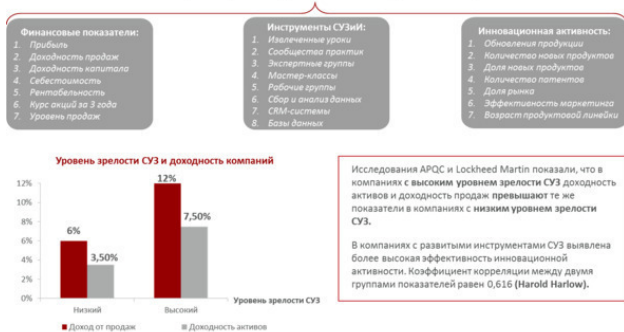 Финансовые показатели:
1. Прибыль
2. Доходность продаж
3. Доходность капитала
4. Себестоимость
5. Рентабельность
6. Курс акций за 3 года
7. Уровень продаж
Инструменты СУЗиИ:
1. Извлеченные уроки
2. Сообщества практик
3. Экспертные группы
4. Мастер-классы
5. Рабочие группы
6. Сбор и анализ данных
7. CRM-системы
8. Базы данных
Инновационная активность:
1. Обновления продукции
2. Количество новых продуктов
3. Доля новых продуктов
4. Количество патентов
5. Доля рынка
6. Эффективность маркетинга
7. Возраст продуктовой линейки
Уровень зрелости СУЗ и доходность компаний
12%
10%
8%
6%
4%
2%
0%
6%
3,50%
12%
7,50%
Низкий
Высокий
Уровень зрелости СУЗ
Доход от продаж
Доходность активов
Исследования APQC и Lockheed Martin показали, что в
компаниях с высоким уровнем зрелости СУЗ доходность
активов и доходность продаж превышают те же
показатели в компаниях с низким уровнем зрелости
СУЗ.
В компаниях с развитыми инструментами СУЗ выявлена
более высокая эффективность инновационной
активности. Коэффициент корреляции между двумя
группами показателей равен 0,616 (Harold Harlow).